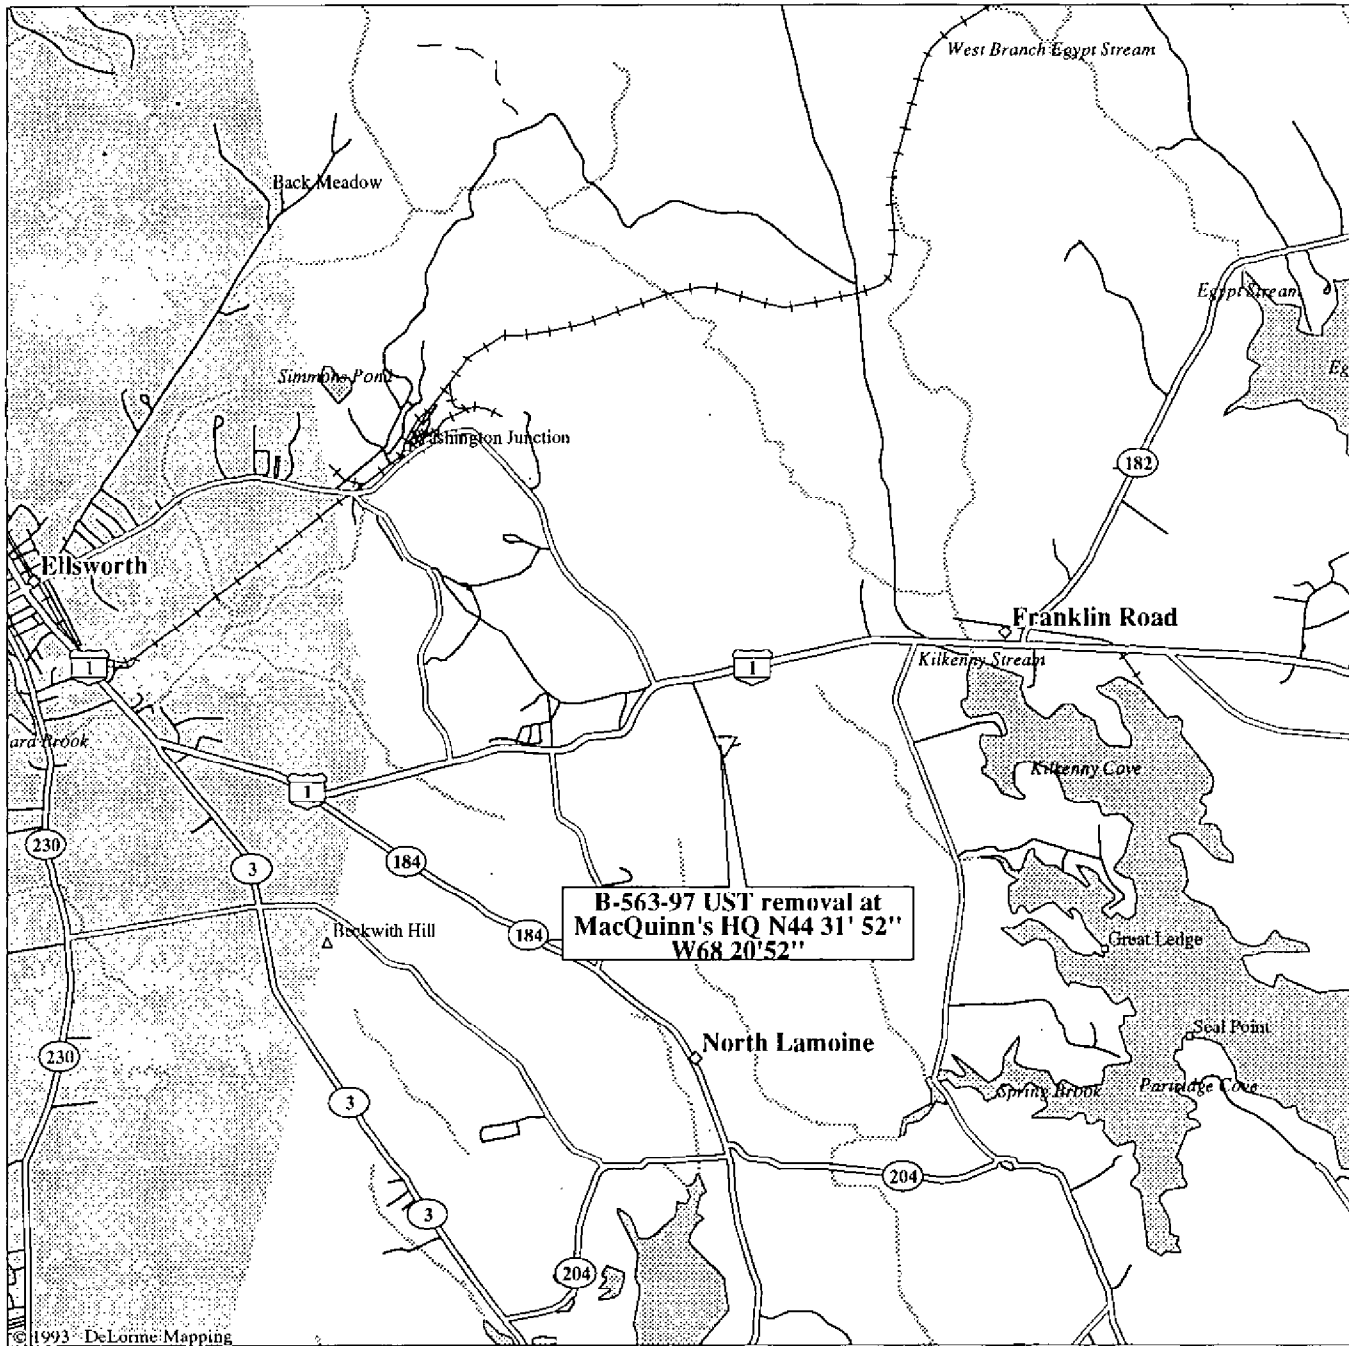 West Branch Egypt Stream
Back Meadow
Egypt Stream
Simmons Pond
Eg
Washington Junction
182
Ellsworth
Franklin Road
1
1
Kilkenny Stream
ard Brook
Kilkenny Cove
1
230
3
184
B-563-97 UST removal at
MacQuinn's HQ N44 31' 52"
W68 20'52"
184
Beckwith Hill
Great Ledge
Seal Point
North Lamoine
230
Spring Brook
Partridge Cove
3
204
3
204
© 1993 DeLorme Mapping